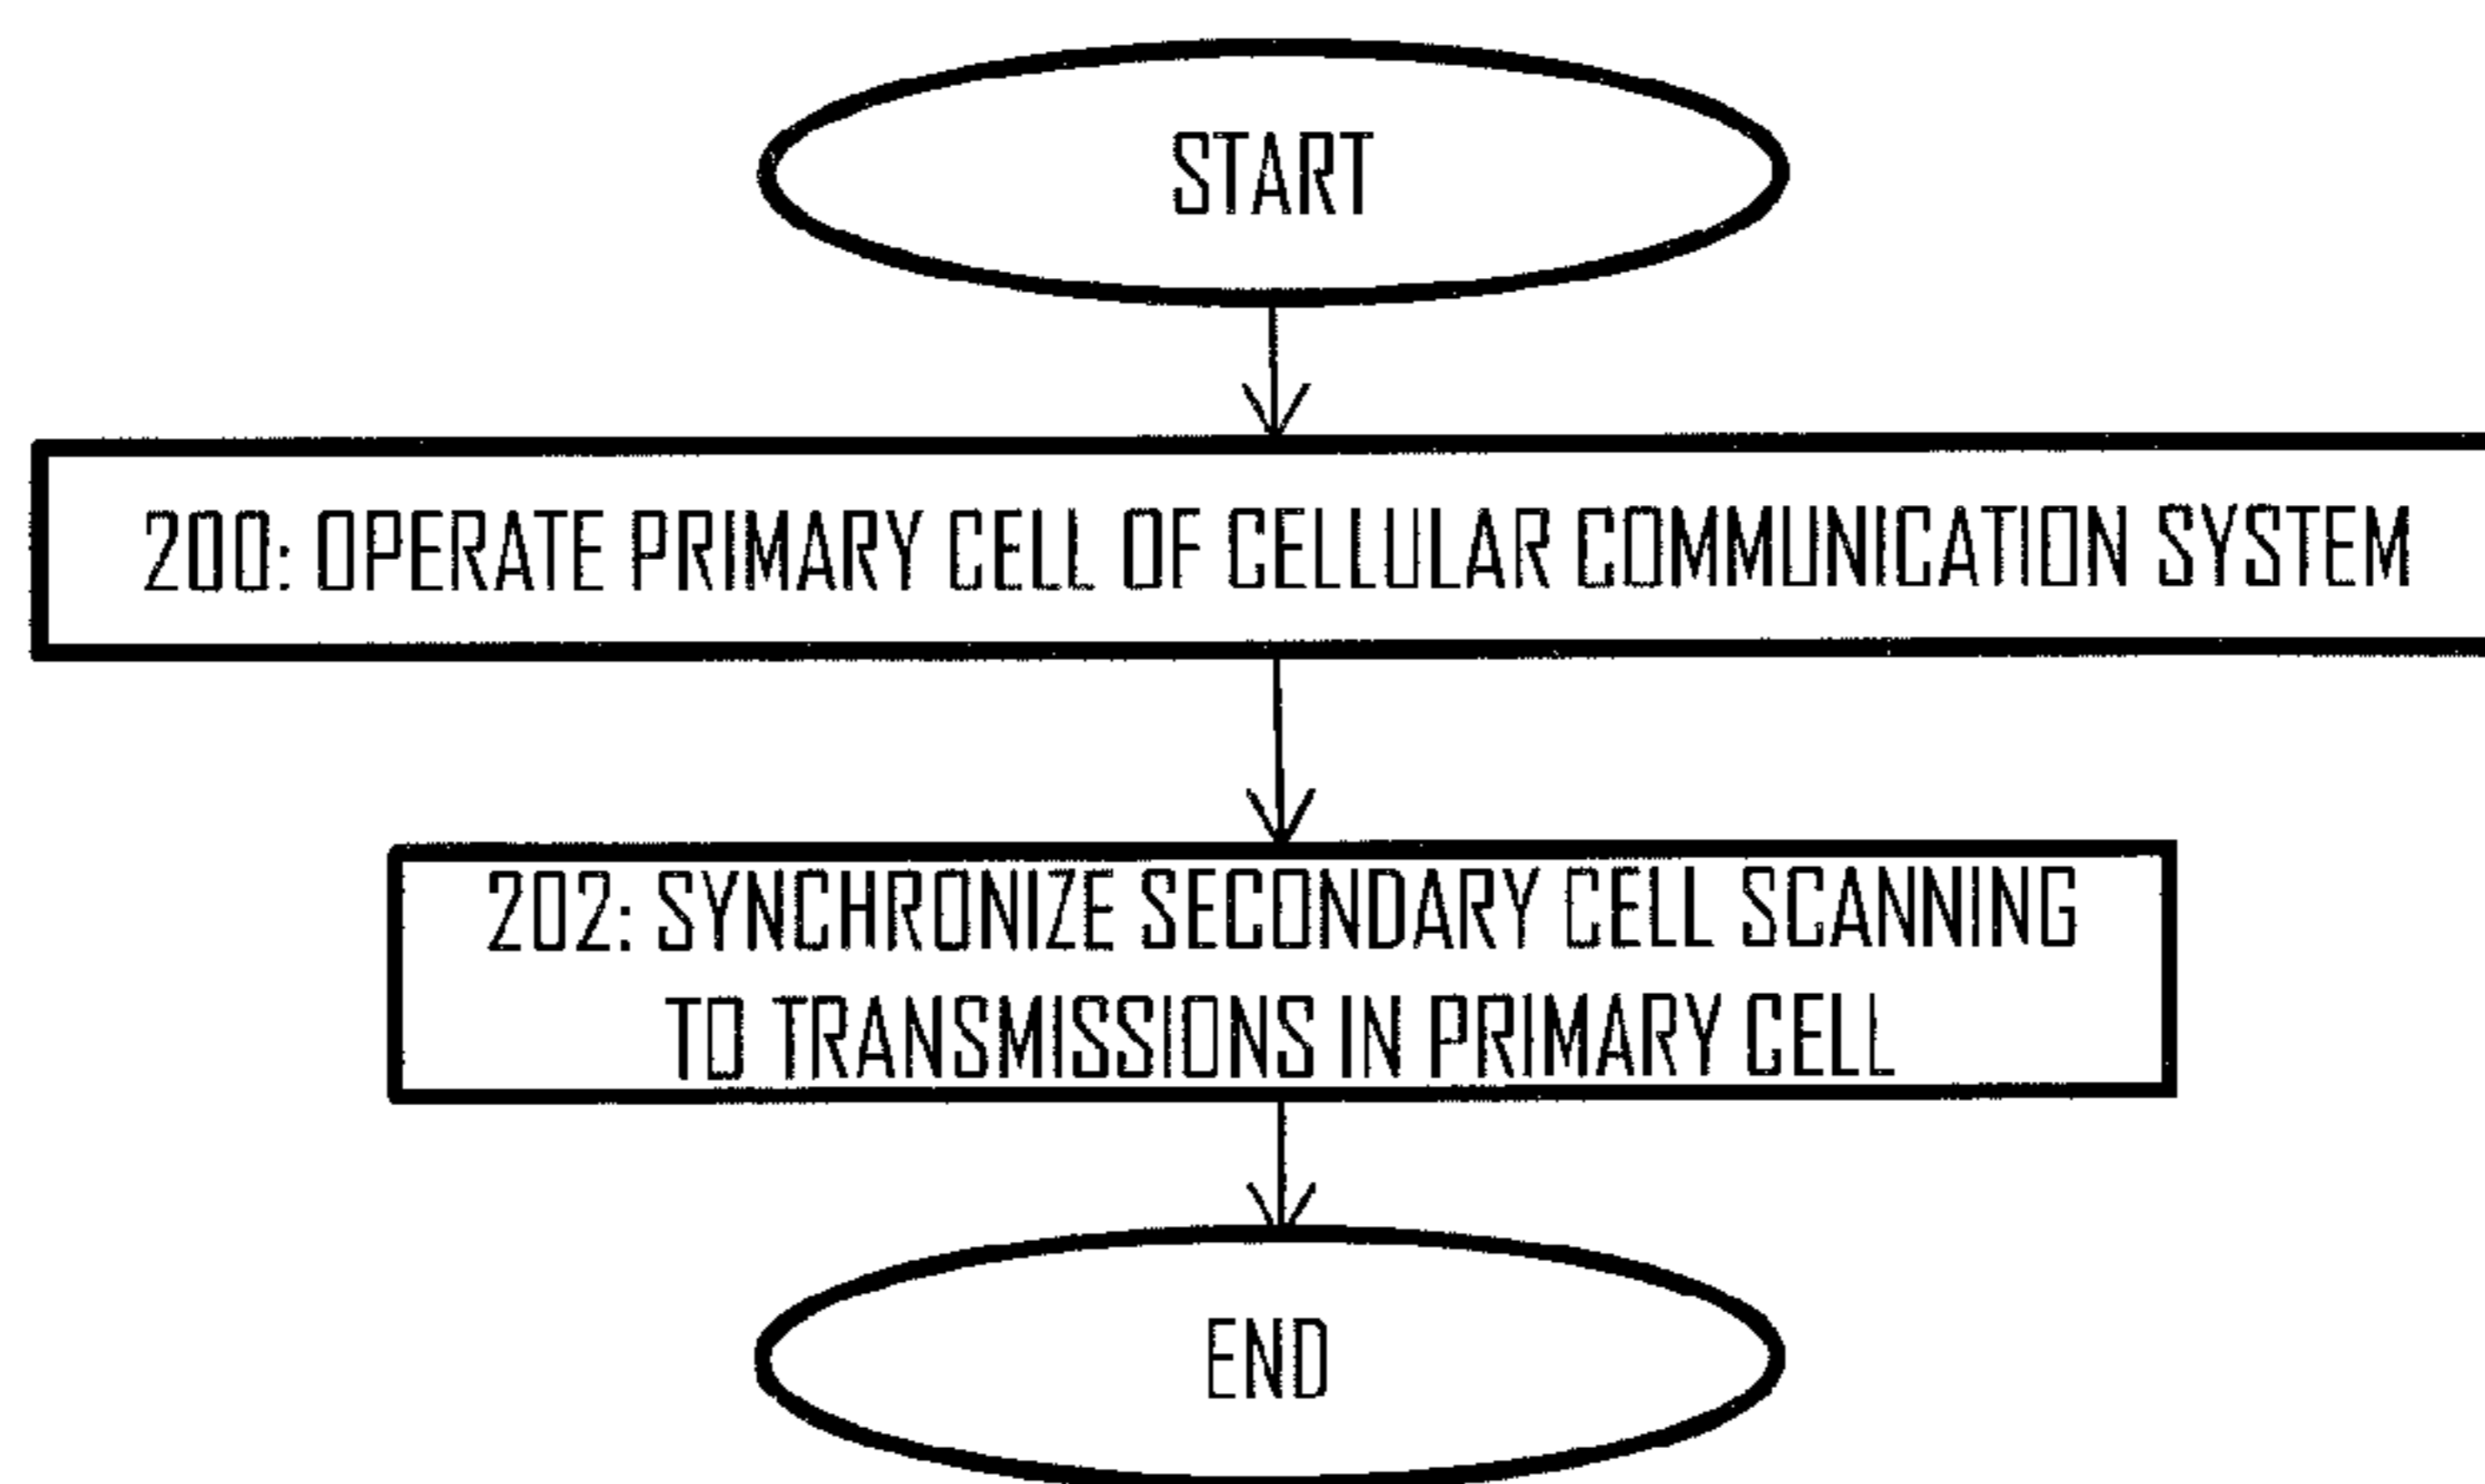 START
200: OPERATE PRIMARY CELL OF CELLULAR COMMUNICATION SYSTEM
202: SYNCHRONIZE SECONDARY CELL SCANNING
TO TRANSMISSIONS IN PRIMARY CELL
END